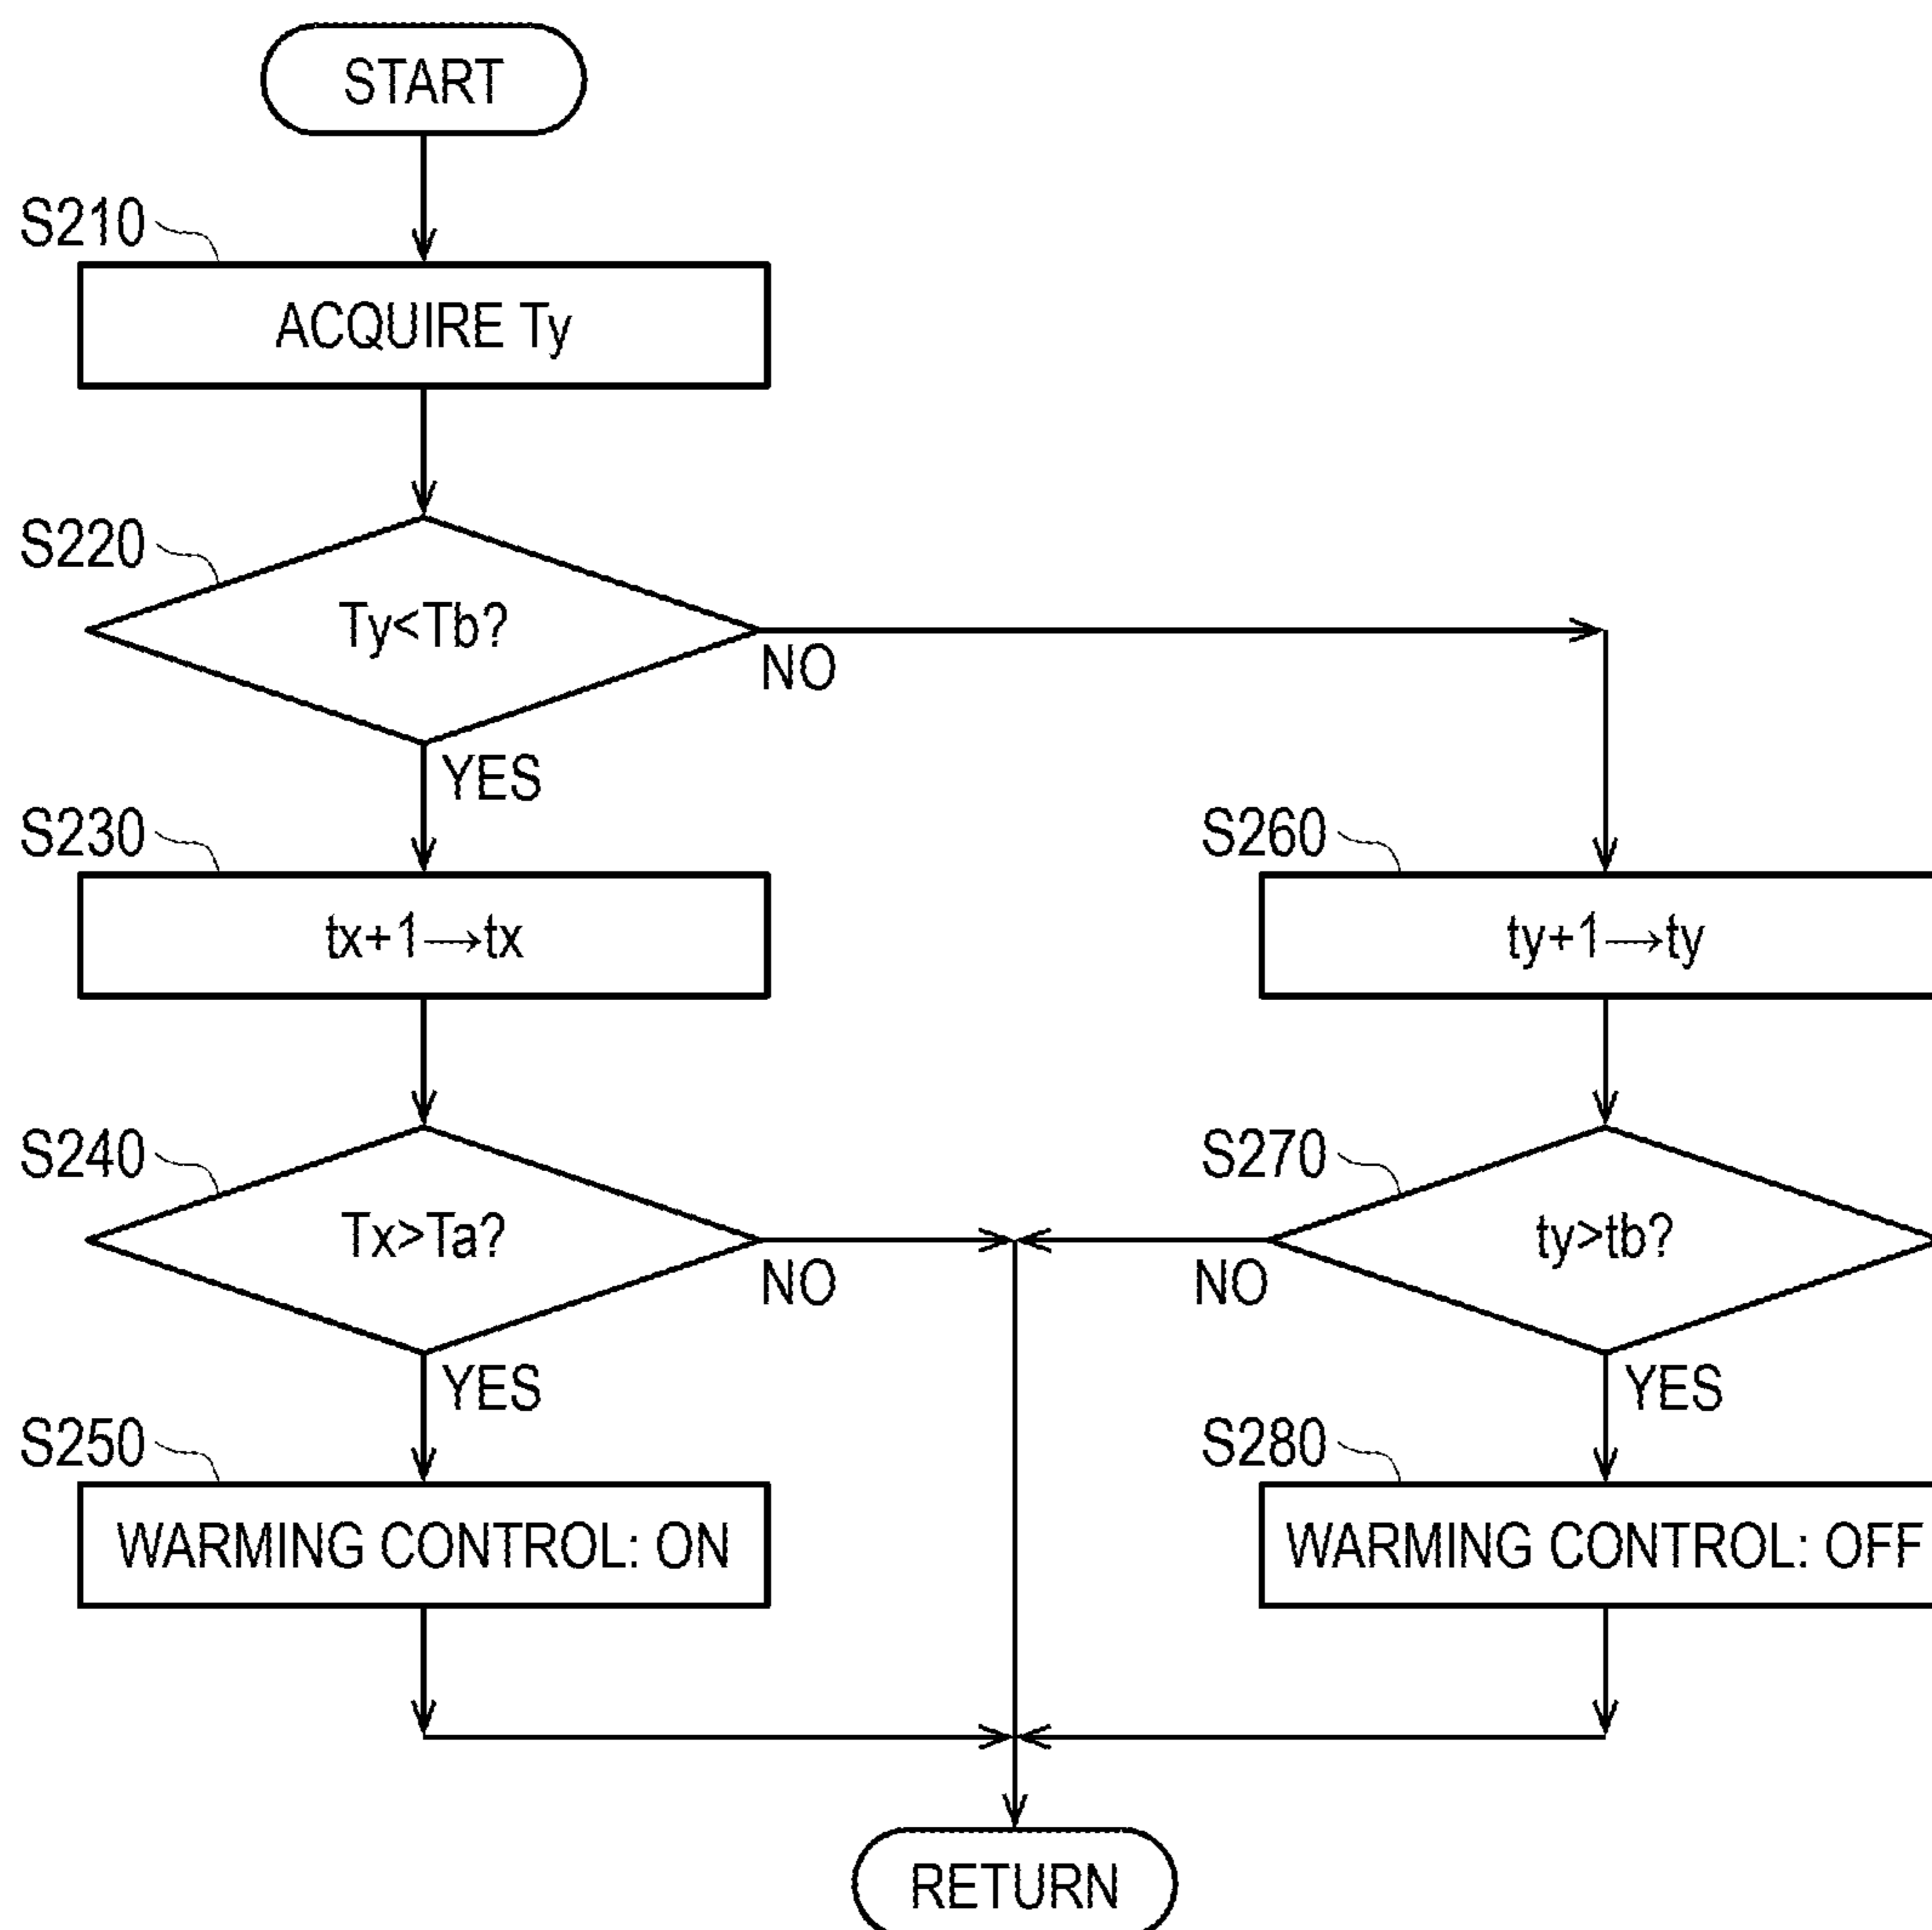 START
S210
ACQUIRE Ty
S220
Ty<Tb?
NO
YES
S230
tx+1→tx
S260
ty+1→ty
S240
Tx>Ta?
NO
YES
S270
ty>tb?
NO
YES
S250
WARMING CONTROL: ON
S280
WARMING CONTROL: OFF
RETURN